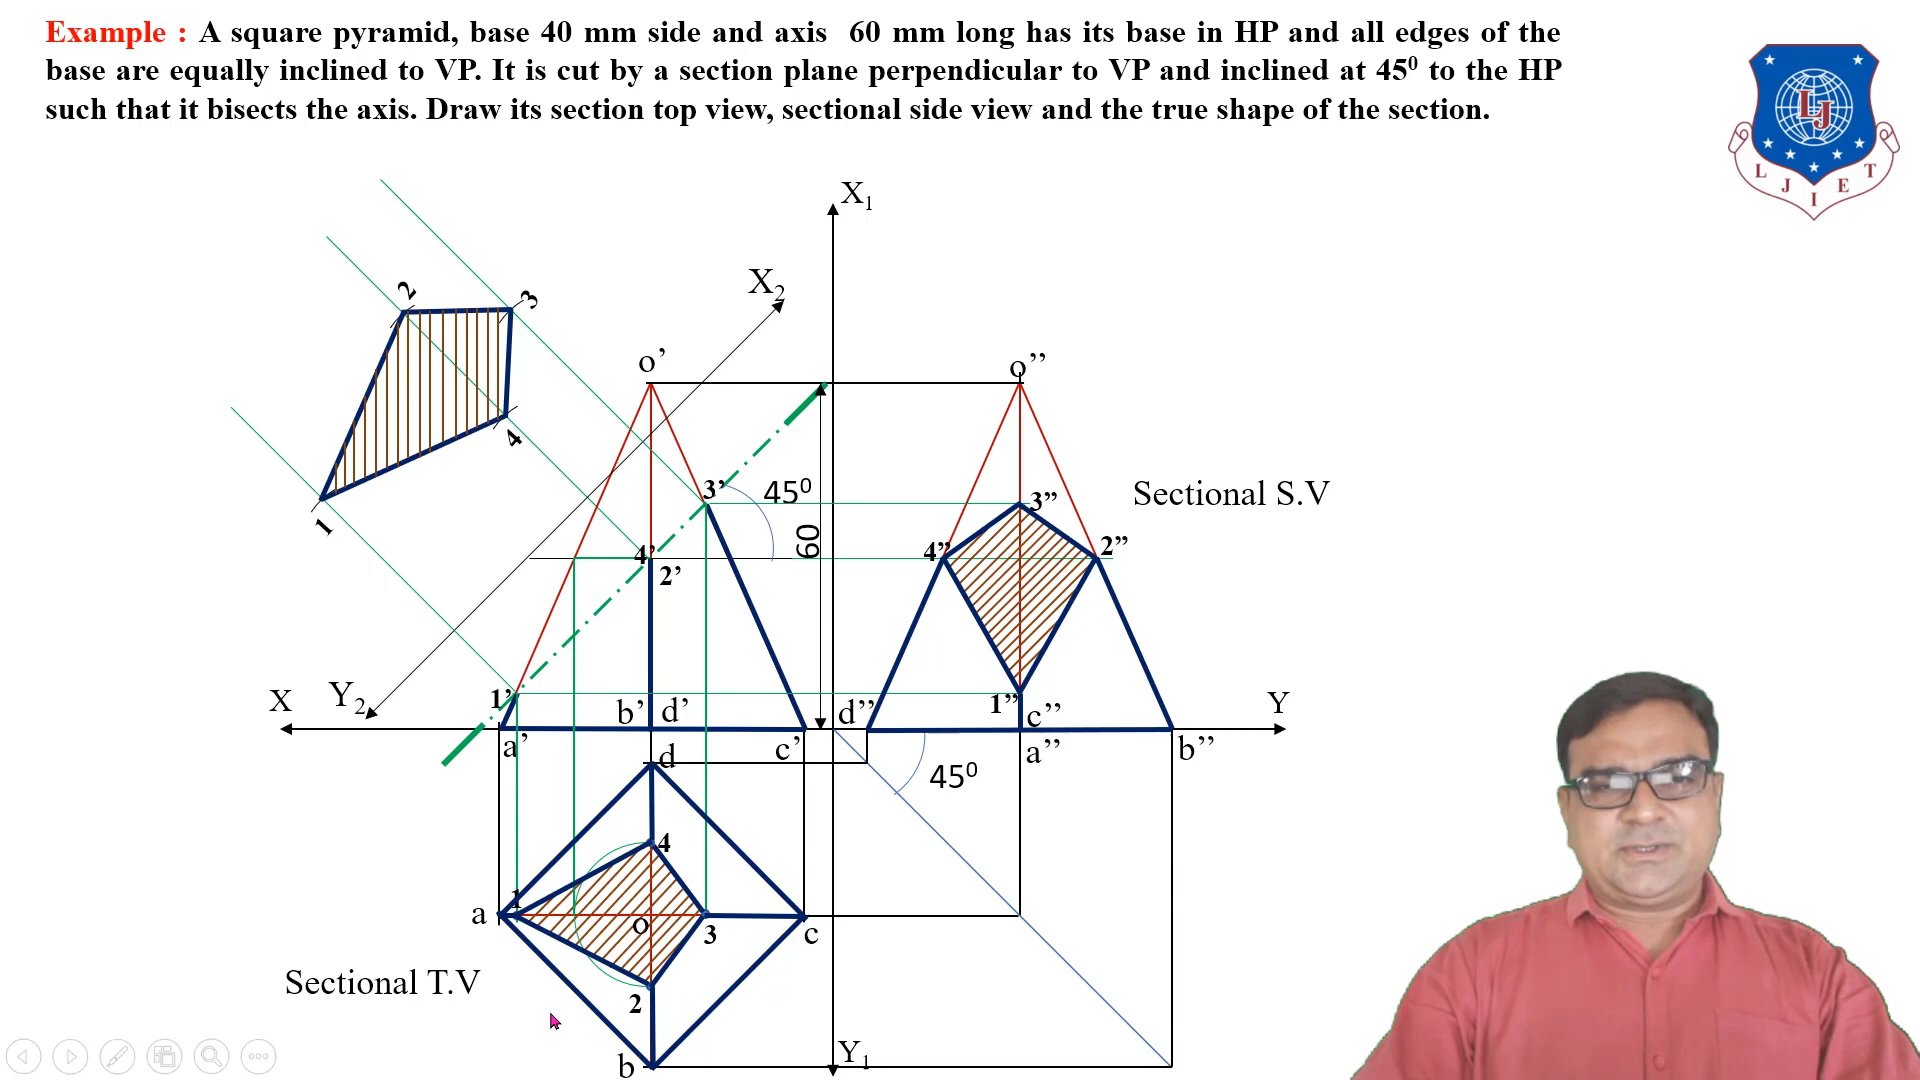 Example : A square pyramid, base 40 mm side and axis 60 mm long has its base in HP and all edges of the
base are equally inclined to VP. It is cut by a section plane perpendicular to VP and inclined at 45⁰ to the HP
such that it bisects the axis. Draw its section top view, sectional side view and the true shape of the section.
LJ
L J I E T
X₁
X₂
2 3
o’ o’’
4
3’ 45⁰ 3”
Sectional S.V
1
60
4’ 4” 2”
2’
X Y₂ 1’ 1” Y
b’ d’ d’’ c’’
a’ c’ a’’ b’’
d
45⁰
4
1
a o 3 c
Sectional T.V
2
b Y₁